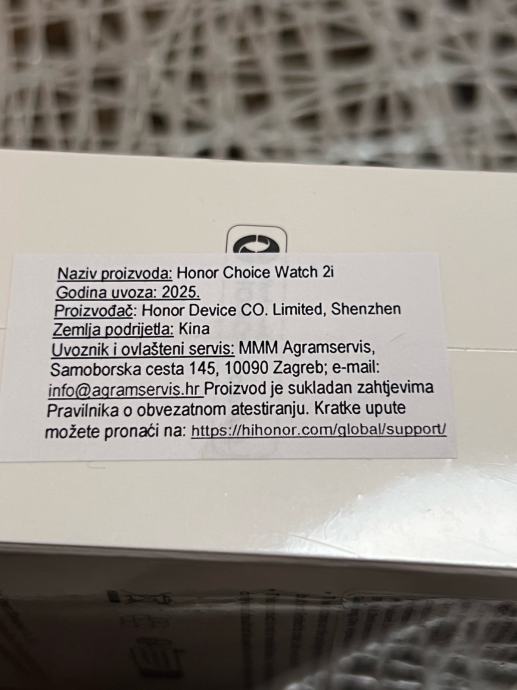 Naziv proizvoda: Honor Choice Watch 2i
Godina uvoza: 2025.
Proizvođač: Honor Device CO. Limited, Shenzhen
Zemlja podrijetla: Kina
Uvoznik i ovlašteni servis: MMM Agramservis,
Samoborska cesta 145, 10090 Zagreb; e-mail:
info@agramservis.hr Proizvod je sukladan zahtjevima
Pravilnika o obvezatnom atestiranju. Kratke upute
možete pronaći na: https://hihonor.com/global/support/